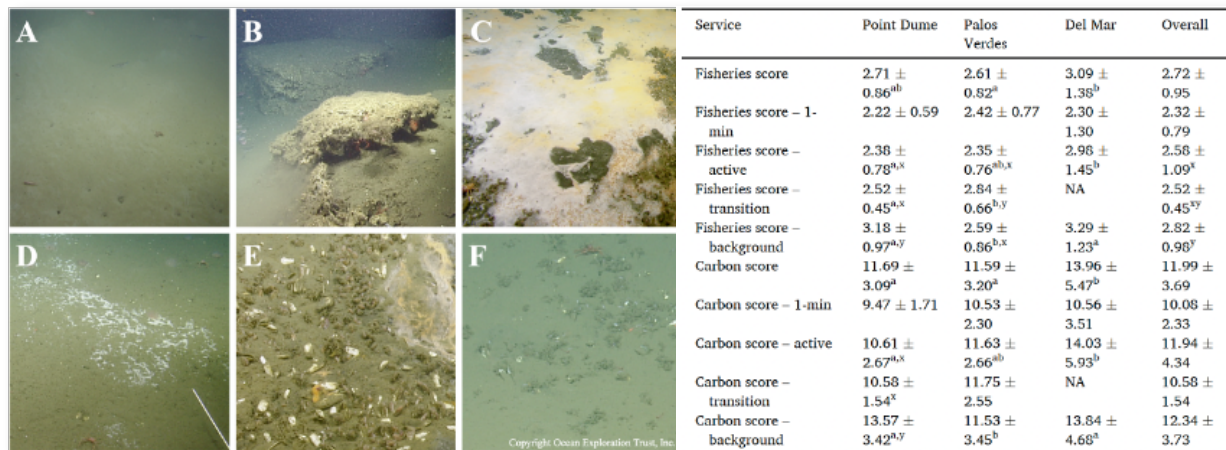 A
B
C
D
E
F
Copyright Ocean Exploration Trust, Inc.
Service Point Dume Palos Del Mar Overall
Verdes
Fisheries score 2.71 ± 2.61 ± 3.09 ± 2.72 ±
0.86ab 0.82a 1.38b 0.95
Fisheries score – 1- 2.22 ± 0.59 2.42 ± 0.77 2.30 ± 2.32 ±
min 1.30 0.79
Fisheries score – 2.38 ± 2.35 ± 2.98 ± 2.58 ±
active 0.78a,x 0.76ab,x 1.45b 1.09x
Fisheries score – 2.52 ± 2.84 ± NA 2.52 ±
transition 0.45a,x 0.66b,y 0.45xy
Fisheries score – 3.18 ± 2.59 ± 3.29 ± 2.82 ±
background 0.97a,y 0.86b,x 1.23a 0.98y
Carbon score 11.69 ± 11.59 ± 13.96 ± 11.99 ±
3.09a 3.20a 5.47b 3.69
Carbon score – 1-min 9.47 ± 1.71 10.53 ± 10.56 ± 10.08 ±
2.30 3.51 2.33
Carbon score – active 10.61 ± 11.63 ± 14.03 ± 11.94 ±
2.67a,x 2.66ab 5.93b 4.34
Carbon score – 10.58 ± 11.75 ± NA 10.58 ±
transition 1.54x 2.55 1.54
Carbon score – 13.57 ± 11.53 ± 13.84 ± 12.34 ±
background 3.42a,y 3.45b 4.68a 3.73